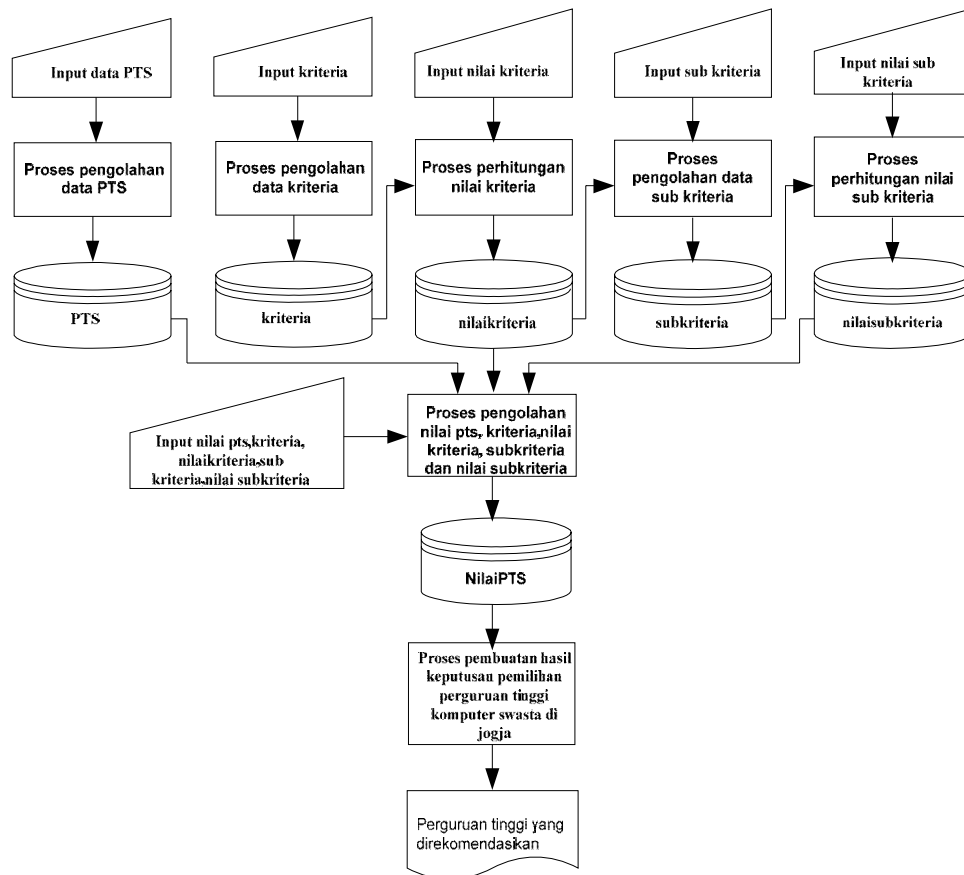 Input data PTS
Input kriteria
Input nilai kriteria
Input sub kriteria
Input nilai sub
kriteria
Proses pengolahan
data PTS
Proses pengolahan
data kriteria
Proses perhitungan
nilai kriteria
Proses
pengolahan data
sub kriteria
Proses
perhitungan nilai
sub kriteria
PTS
kriteria
nilaikriteria
subkriteria
nilaisubkriteria
Input nilai pts,kriteria,
nilaikriteria,sub
kriteria,nilai subkriteria
Proses pengolahan
nilai pts, kriteria,nilai
kriteria, subkriteria
dan nilai subkriteria
NilaiPTS
Proses pembuatan hasil
keputusau pemilihan
perguruan tinggi
komputer swasta di
jogja
Perguruan tinggi yang
direkomendasikan